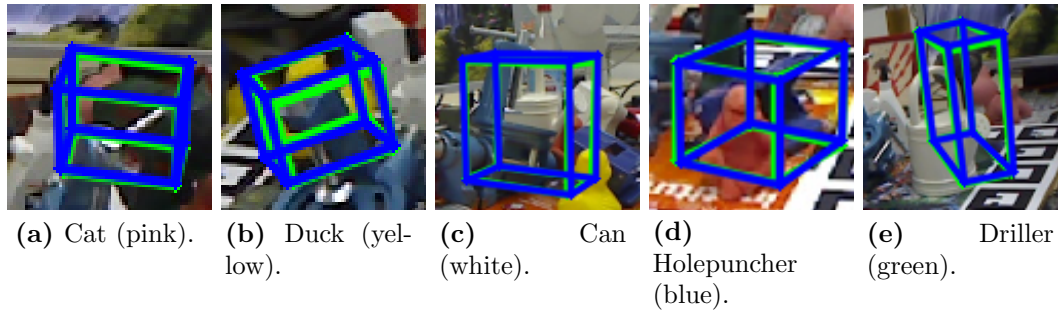 (a) Cat (pink).
(b) Duck (yel-
low).
(c) Can
(white).
(d)
Holepuncher
(blue).
(e) Driller
(green).